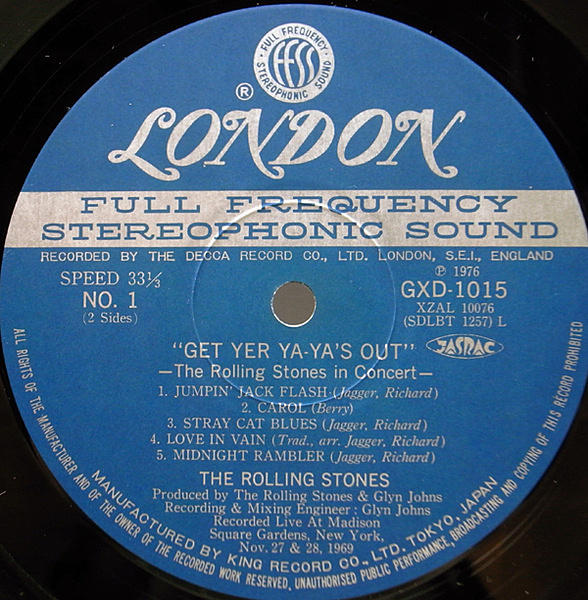 FULL FREQUENCY
ffss
STEREOPHONIC SOUND
®
LONDON
FULL FREQUENCY
STEREOPHONIC SOUND
RECORDED BY THE DECCA RECORD CO., LTD. LONDON, S.E.I., ENGLAND
SPEED 33⅓
NO. 1
(2 Sides)
℗ 1976
GXD-1015
XZAL 10076
(SDLBT 1257) L
"GET YER YA-YA'S OUT"
JASRAC
—The Rolling Stones in Concert—
1. JUMPIN' JACK FLASH (Jagger, Richard)
2. CAROL (Berry)
3. STRAY CAT BLUES (Jagger, Richard)
4. LOVE IN VAIN (Trad., arr. Jagger, Richard)
5. MIDNIGHT RAMBLER (Jagger, Richard)
THE ROLLING STONES
Produced by The Rolling Stones & Glyn Johns
Recording & Mixing Engineer : Glyn Johns
Recorded Live At Madison
Square Gardens, New York,
Nov. 27 & 28, 1969
MANUFACTURED BY KING RECORD CO., LTD. TOKYO, JAPAN
ALL RIGHTS OF THE MANUFACTURER AND OF THE OWNER OF THE RECORDED WORK RESERVED, UNAUTHORISED PUBLIC PERFORMANCE, BROADCASTING AND COPYING OF THIS RECORD PROHIBITED